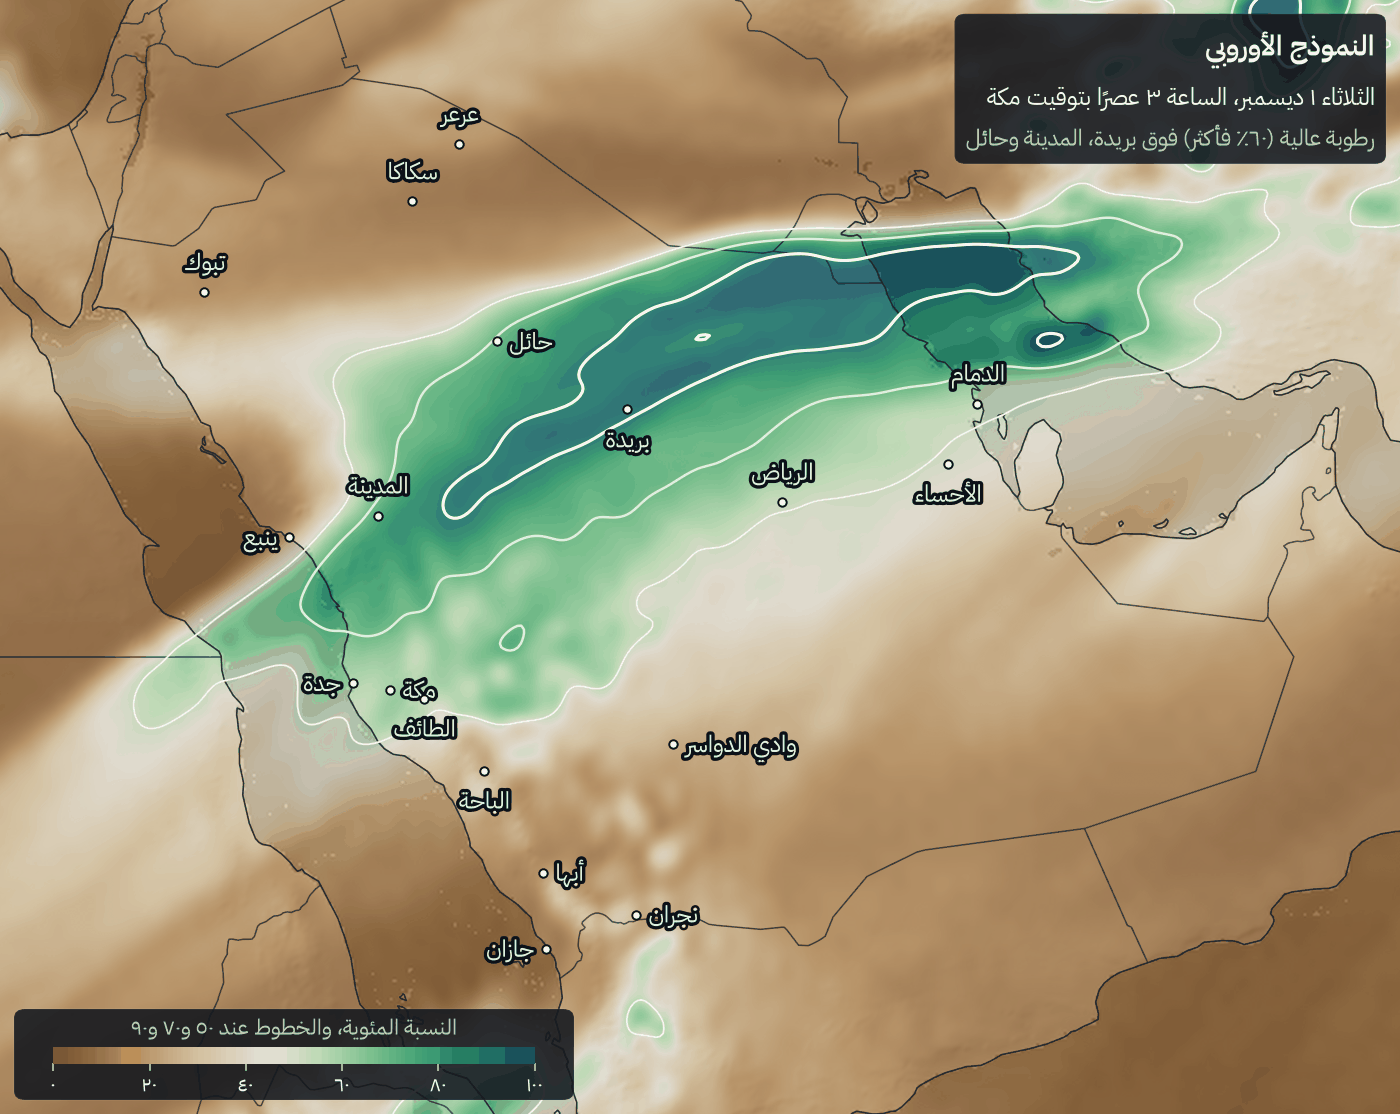 النموذج الأوروبي
الثلاثاء ١ ديسمبر، الساعة ٣ عصرًا بتوقيت مكة
رطوبة عالية (٦٠٪ فأكثر) فوق بريدة، المدينة وحائل
عرعر
سكاكا
تبوك
حائل
الدمام
بريدة
الرياض
الأحساء
المدينة
ينبع
جدة
مكة
الطائف
وادي الدواسر
الباحة
أبها
نجران
جازان
النسبة المئوية، والخطوط عند ٥٠ و٧٠ و٩٠
٠ ٢٠ ٤٠ ٦٠ ٨٠ ١٠٠